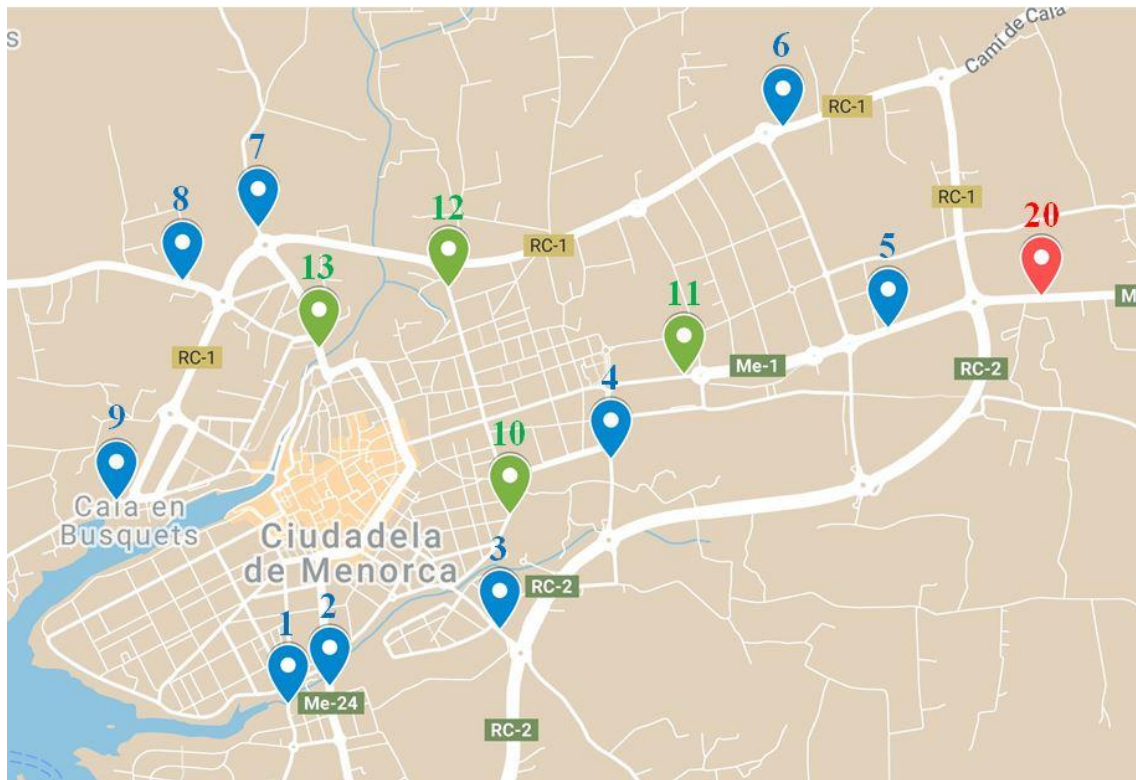 s
6
Camí de Cala
RC-1
7
8
12
RC-1
RC-1
20
5
13
11
M
RC-1
Me-1
RC-2
4
9
10
Cala en
Busquets
Ciudadela
de Menorca
3
RC-2
1
2
Me-24
RC-2